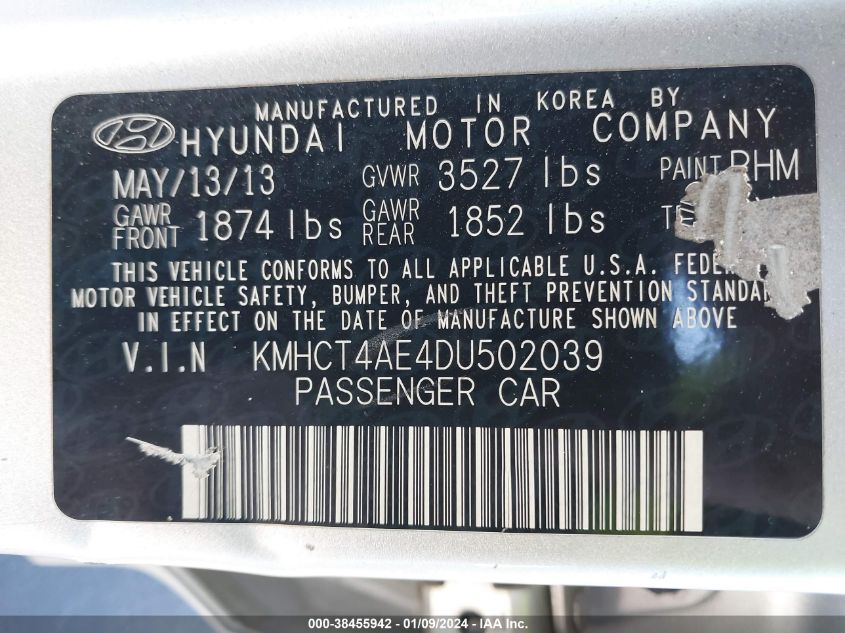 MANUFACTURED IN KOREA BY
HYUNDAI MOTOR COMPANY
MAY/13/13 GVWR 3527 lbs PAINT RHM
GAWR FRONT 1874 lbs GAWR REAR 1852 lbs
THIS VEHICLE CONFORMS TO ALL APPLICABLE U.S.A.
MOTOR VEHICLE SAFETY, BUMPER, AND THEFT PREVENTION
IN EFFECT ON THE DATE OF MANUFACTURE SHOWN ABOVE
V.I.N KMHCT4AE4DU502039
PASSENGER CAR
000-38455942 - 01/09/2024 - IAA Inc.